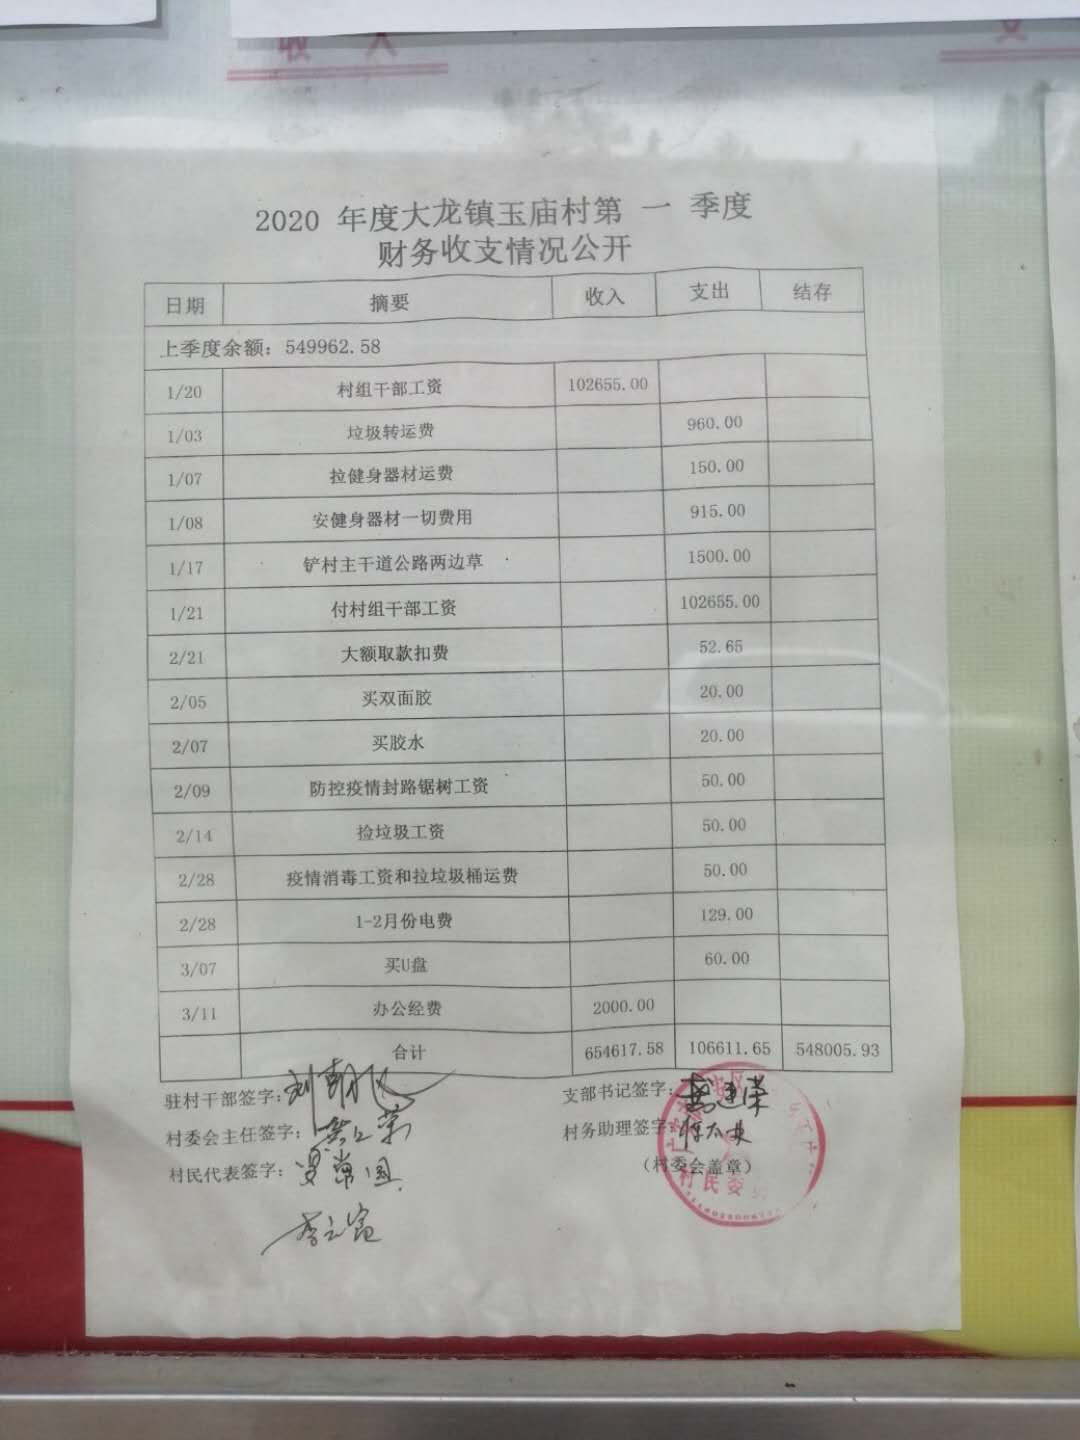 收 入
支
2020 年度大龙镇玉庙村第 一 季度
财务收支情况公开
日期 摘要 收入 支出 结存
上季度余额：549962.58
1/20 村组干部工资 102655.00
1/03 垃圾转运费 960.00
1/07 拉健身器材运费 150.00
1/08 安健身器材一切费用 915.00
1/17 铲村主干道公路两边草 1500.00
1/21 付村组干部工资 102655.00
2/21 大额取款扣费 52.65
2/05 买双面胶 20.00
2/07 买胶水 20.00
2/09 防控疫情封路锯树工资 50.00
2/14 捡垃圾工资 50.00
2/28 疫情消毒工资和拉垃圾桶运费 50.00
2/28 1-2月份电费 129.00
3/07 买U盘 60.00
3/11 办公经费 2000.00
合计 654617.58 106611.65 548005.93
驻村干部签字： 支部书记签字：
村委会主任签字： 村务助理签字：
村民代表签字： （村委会盖章）
村民委